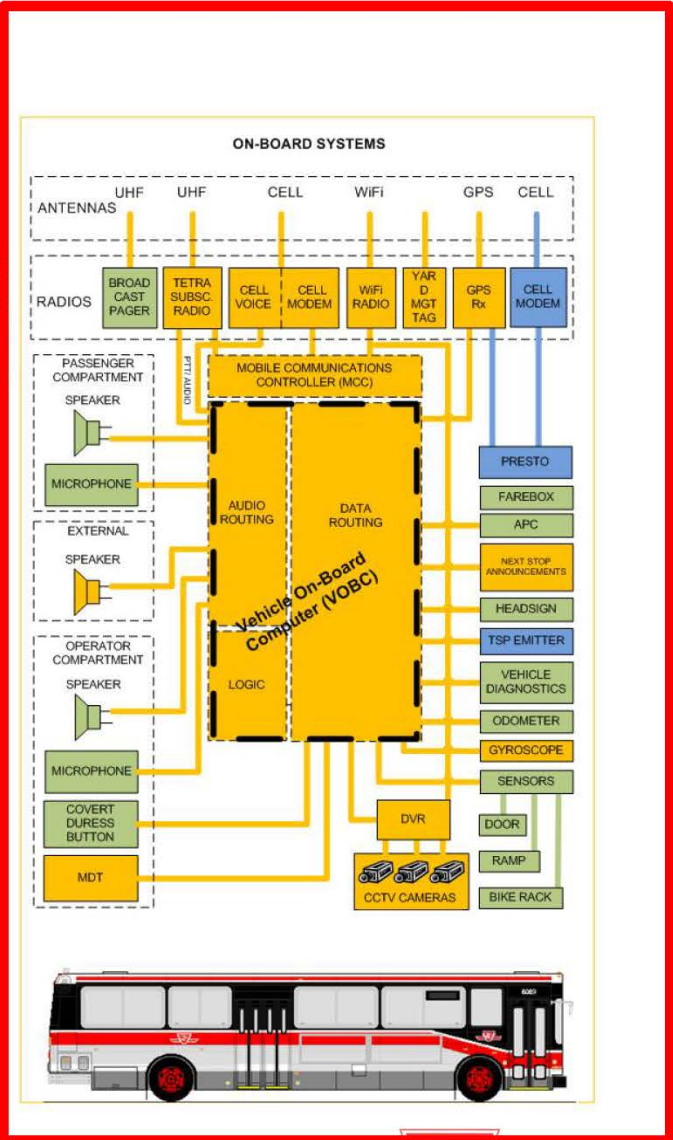 ON-BOARD SYSTEMS
UHF UHF CELL WiFi GPS CELL
ANTENNAS
RADIOS
BROAD
CAST
PAGER
TETRA
SUBSC.
RADIO
CELL
VOICE
CELL
MODEM
WiFi
RADIO
YAR
D
MGT
TAG
GPS
Rx
CELL
MODEM
PTT/ AUDIO
MOBILE COMMUNICATIONS
CONTROLLER (MCC)
PASSENGER
COMPARTMENT
SPEAKER
MICROPHONE
EXTERNAL
SPEAKER
OPERATOR
COMPARTMENT
SPEAKER
MICROPHONE
COVERT
DURESS
BUTTON
MDT
AUDIO
ROUTING
DATA
ROUTING
Vehicle On-Board
Computer (VOBC)
LOGIC
PRESTO
FAREBOX
APC
NEXT STOP
ANNOUNCEMENTS
HEADSIGN
TSP EMITTER
VEHICLE
DIAGNOSTICS
ODOMETER
GYROSCOPE
SENSORS
DOOR
RAMP
BIKE RACK
DVR
CCTV CAMERAS